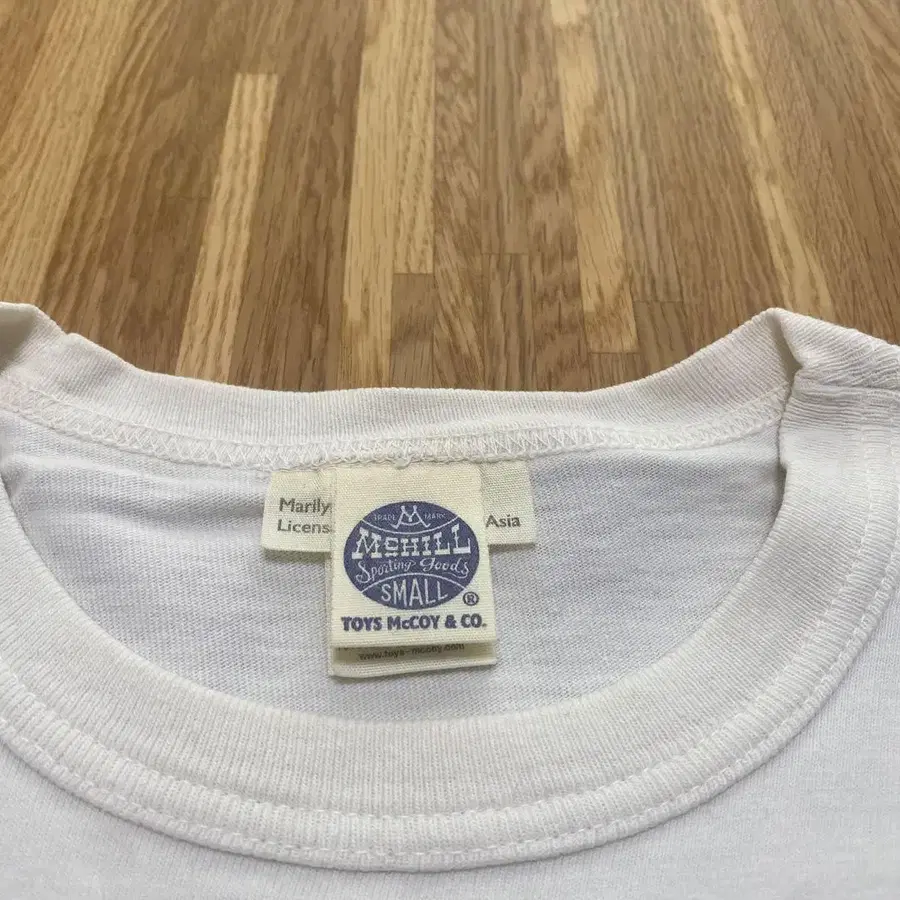 Marily
Licens
Asia
TRADE MARK
McHILL
Sporting Goods
SMALL ®
TOYS McCOY & CO.
www.toys-mccoy.com